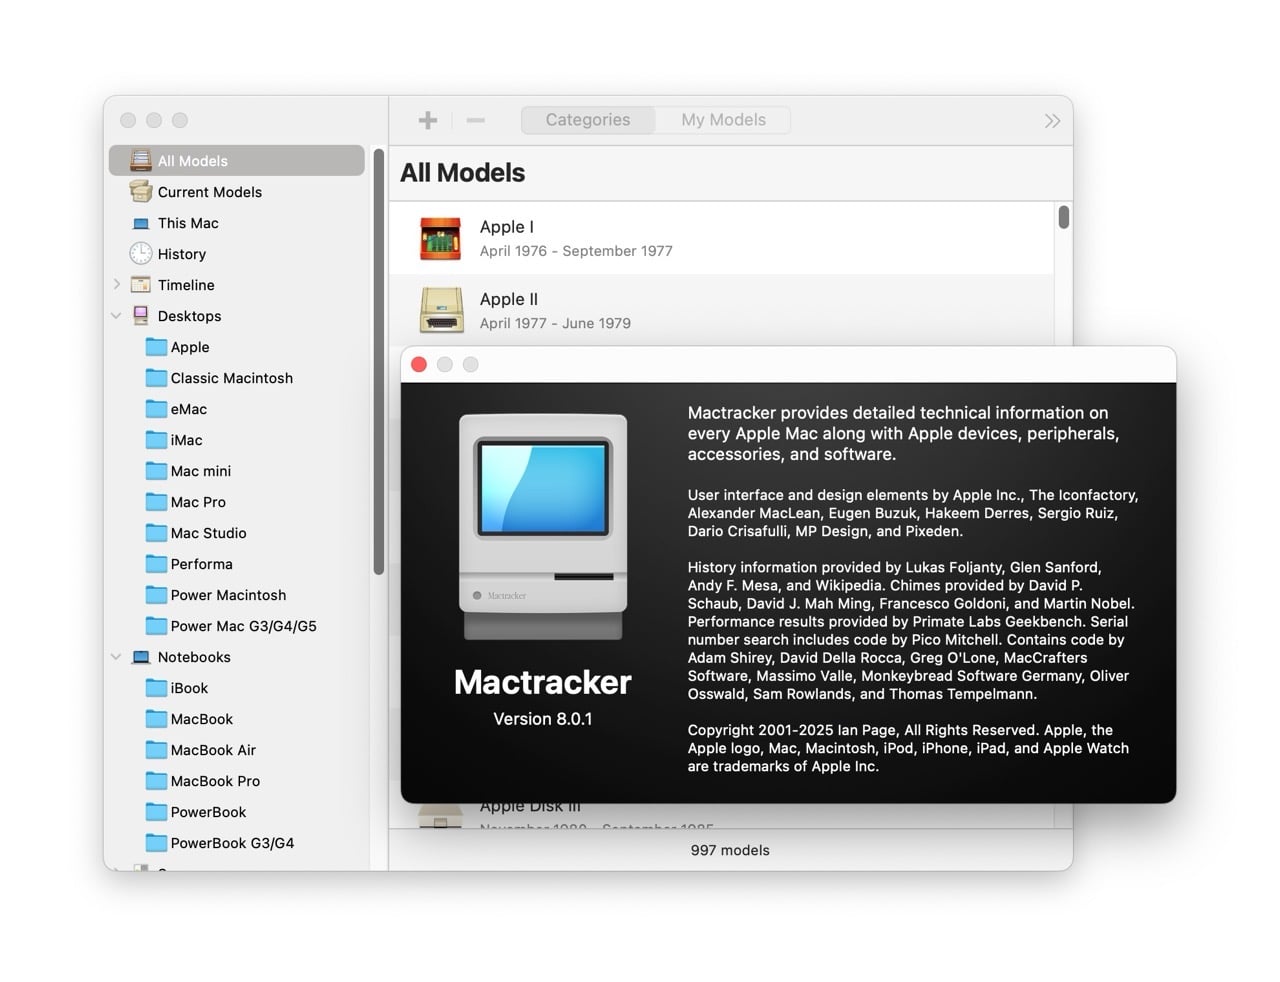 Categories
My Models
All Models
Current Models
This Mac
History
Timeline
Desktops
Apple
Classic Macintosh
eMac
iMac
Mac mini
Mac Pro
Mac Studio
Performa
Power Macintosh
Power Mac G3/G4/G5
Notebooks
iBook
MacBook
MacBook Air
MacBook Pro
PowerBook
PowerBook G3/G4
All Models
Apple I
April 1976 - September 1977
Apple II
April 1977 - June 1979
Apple Disk III
November 1980 - September 1985
997 models
Mactracker
Mactracker
Version 8.0.1
Mactracker provides detailed technical information on
every Apple Mac along with Apple devices, peripherals,
accessories, and software.
User interface and design elements by Apple Inc., The Iconfactory,
Alexander MacLean, Eugen Buzuk, Hakeem Derres, Sergio Ruiz,
Dario Crisafulli, MP Design, and Pixeden.
History information provided by Lukas Foljanty, Glen Sanford,
Andy F. Mesa, and Wikipedia. Chimes provided by David P.
Schaub, David J. Mah Ming, Francesco Goldoni, and Martin Nobel.
Performance results provided by Primate Labs Geekbench. Serial
number search includes code by Pico Mitchell. Contains code by
Adam Shirey, David Della Rocca, Greg O'Lone, MacCrafters
Software, Massimo Valle, Monkeybread Software Germany, Oliver
Osswald, Sam Rowlands, and Thomas Tempelmann.
Copyright 2001-2025 Ian Page, All Rights Reserved. Apple, the
Apple logo, Mac, Macintosh, iPod, iPhone, iPad, and Apple Watch
are trademarks of Apple Inc.